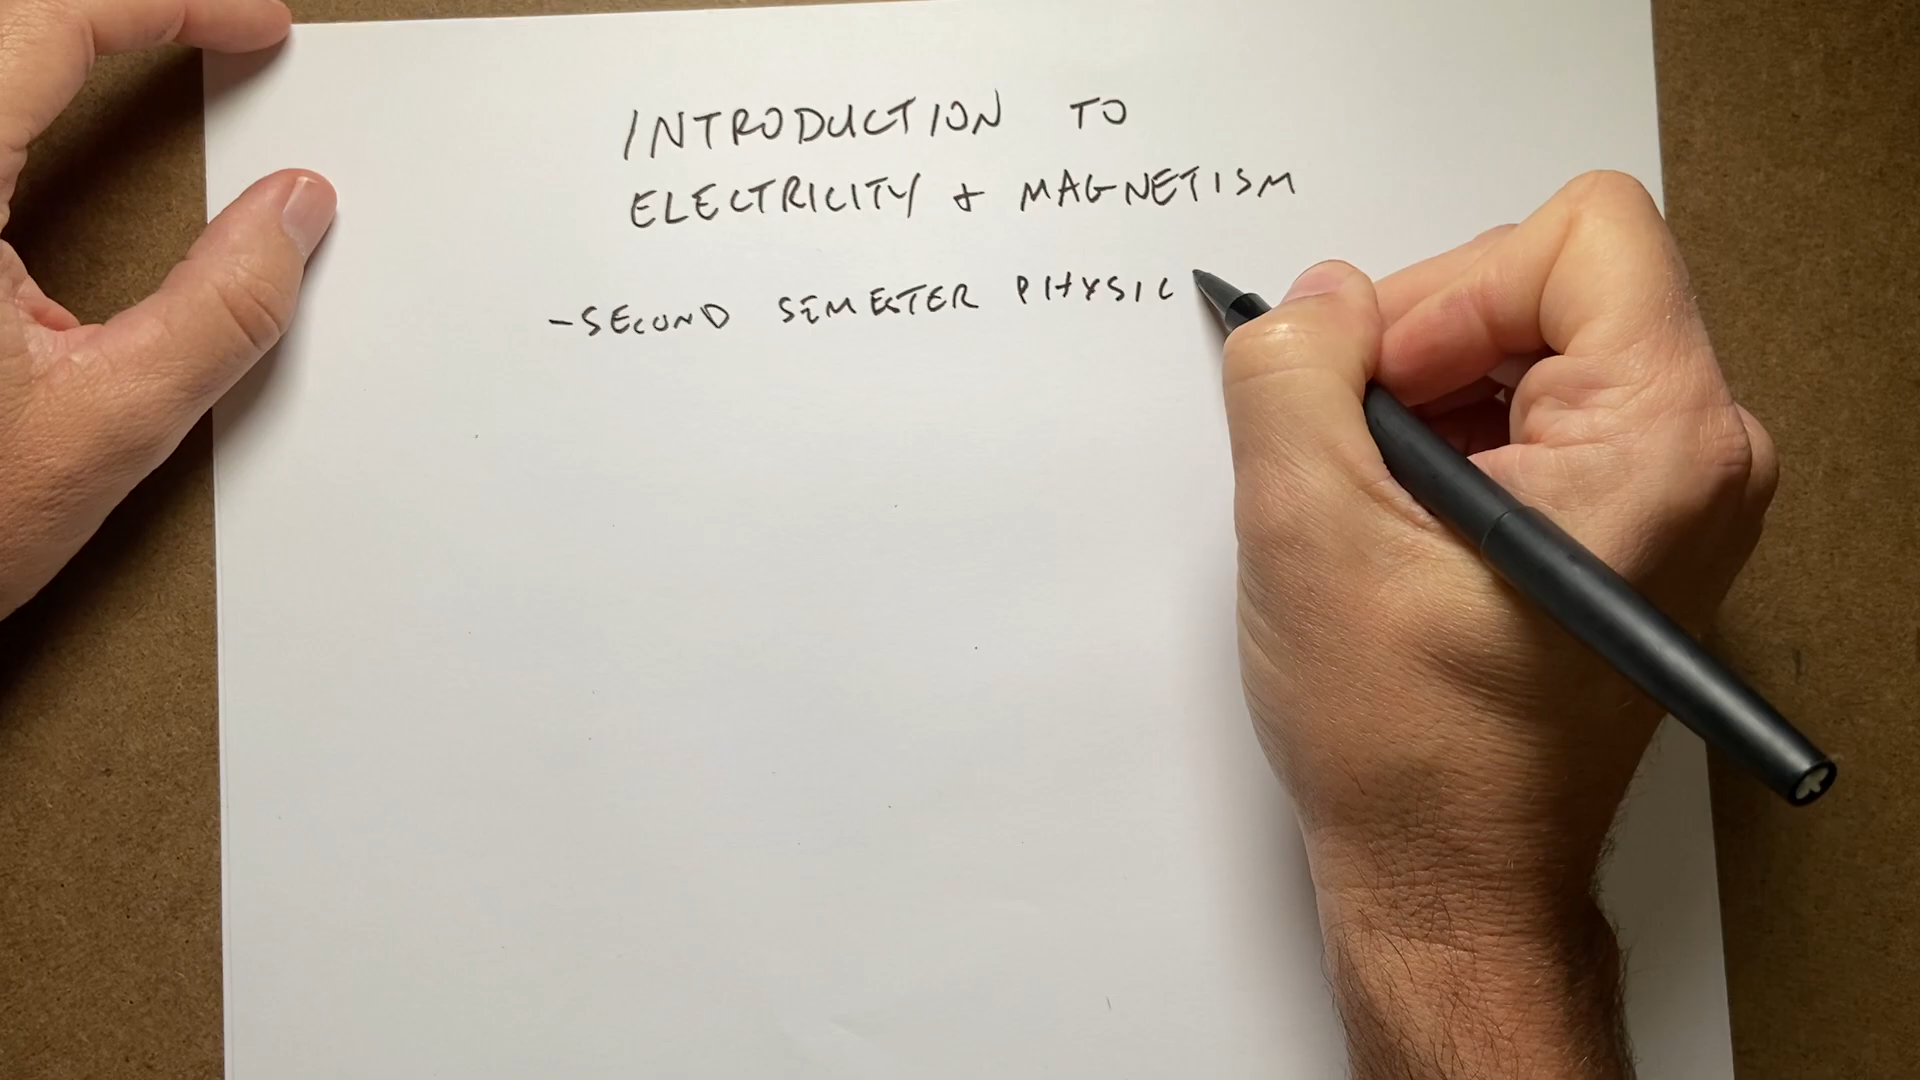 INTRODUCTION TO
ELECTRICITY + MAGNETISM
-SECOND SEMESTER PHYSIC